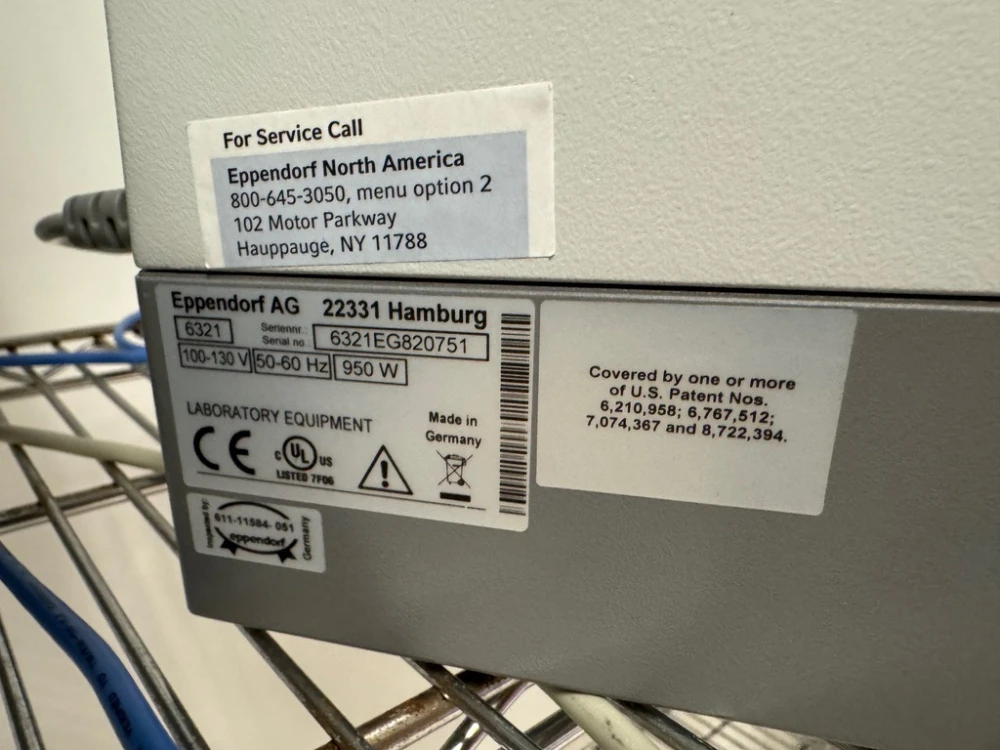 For Service Call
Eppendorf North America
800-645-3050, menu option 2
102 Motor Parkway
Hauppauge, NY 11788
Eppendorf AG 22331 Hamburg
6321 Seriennr.: Serial no. 6321EG820751
100-130 V 50-60 Hz 950 W
LABORATORY EQUIPMENT
Made in
Germany
CE
c UL US
LISTED 7F06
Covered by one or more
of U.S. Patent Nos.
6,210,958; 6,767,512;
7,074,367 and 8,722,394.
Inspected by:
611-11584- 051
eppendorf
Germany